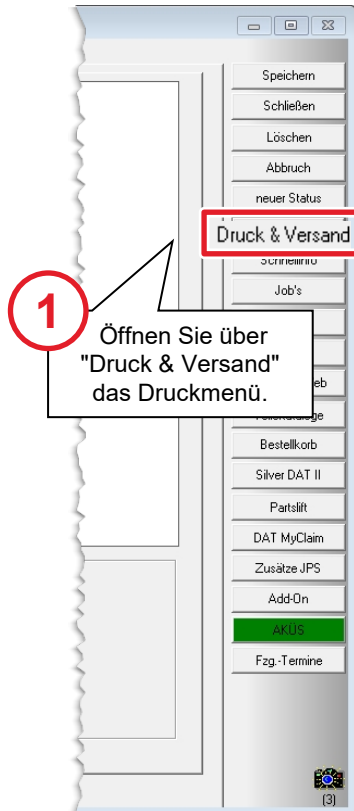 Speichern
Schließen
Löschen
Abbruch
neuer Status
Druck & Versand
Schnellinfo
Job's
1
Öffnen Sie über
"Druck & Versand"
das Druckmenü.
eb
Bestellkorb
Silver DAT II
Partslift
DAT MyClaim
Zusätze JPS
Add-On
AKÜS
Fzg.-Termine
(3)